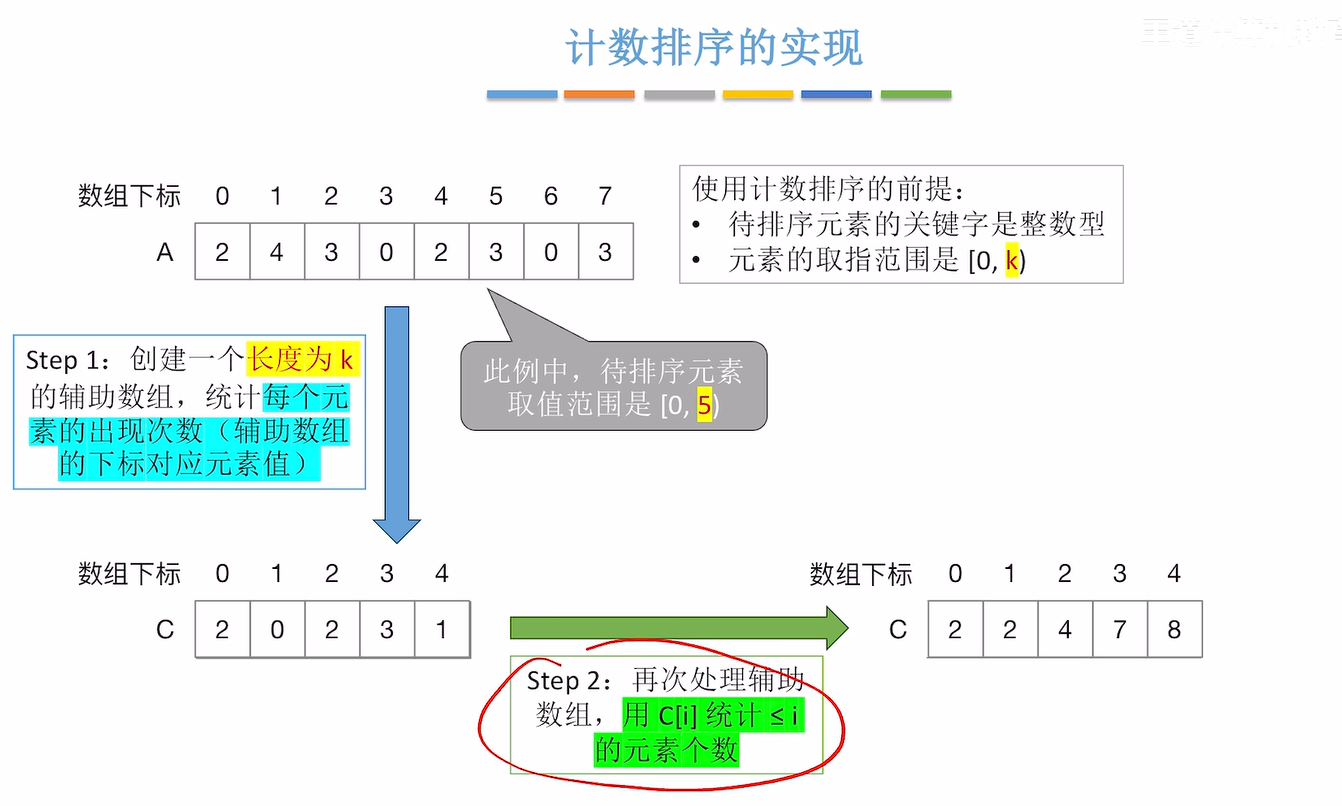 计数排序的实现
数组下标 0 1 2 3 4 5 6 7
A 2 4 3 0 2 3 0 3
使用计数排序的前提：
• 待排序元素的关键字是整数型
• 元素的取指范围是 [0, k)
Step 1：创建一个长度为 k
的辅助数组，统计每个元
素的出现次数（辅助数组
的下标对应元素值）
此例中，待排序元素
取值范围是 [0, 5)
数组下标 0 1 2 3 4
C 2 0 2 3 1
Step 2：再次处理辅助
数组，用 C[i] 统计 ≤ i
的元素个数
数组下标 0 1 2 3 4
C 2 2 4 7 8